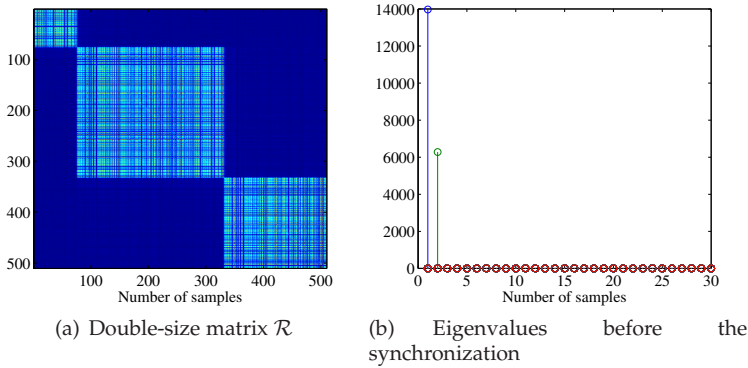 100
200
300
400
500
100 200 300 400 500
Number of samples
(a) Double-size matrix ℛ
14000
12000
10000
8000
6000
4000
2000
0
0 5 10 15 20 25 30
Number of samples
(b) Eigenvalues before the
synchronization